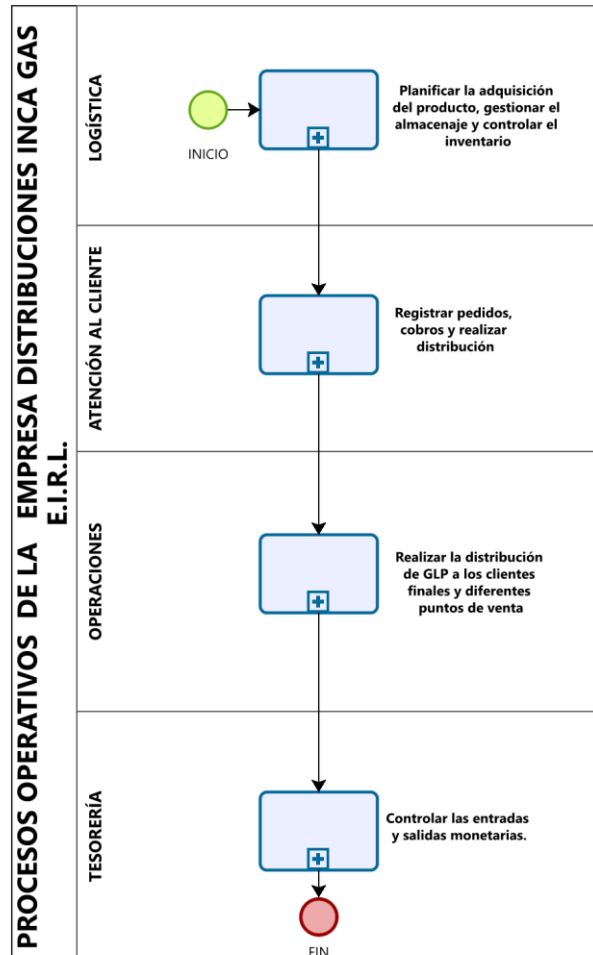 PROCESOS OPERATIVOS DE LA EMPRESA DISTRIBUCIONES INCA GAS
E.I.R.L.
LOGÍSTICA
INICIO
Planificar la adquisición
del producto, gestionar el
almacenaje y controlar el
inventario
ATENCIÓN AL CLIENTE
Registrar pedidos,
cobros y realizar
distribución
OPERACIONES
Realizar la distribución
de GLP a los clientes
finales y diferentes
puntos de venta
TESORERÍA
Controlar las entradas
y salidas monetarias.
FIN